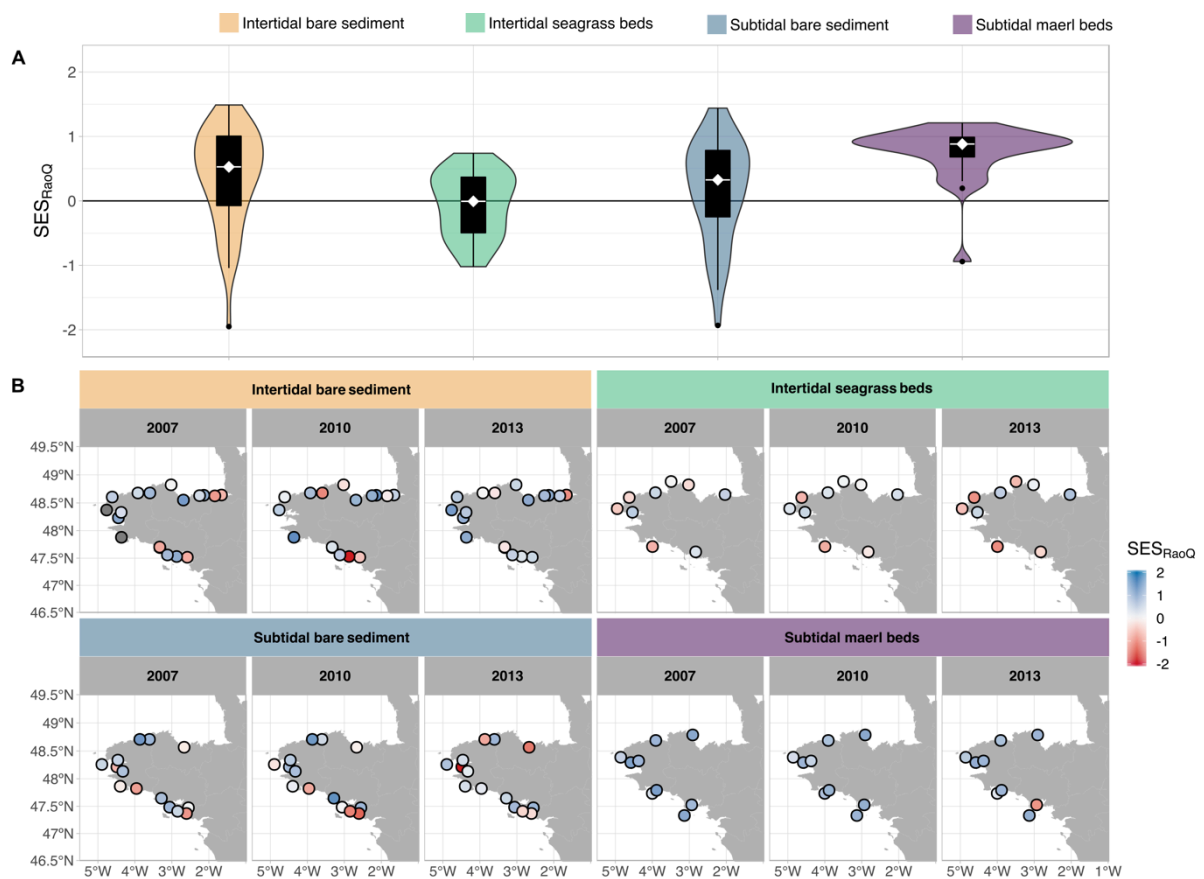 Intertidal bare sediment Intertidal seagrass beds Subtidal bare sediment Subtidal maerl beds
A
2
1
0
-1
-2
SESRaoQ
B
Intertidal bare sediment Intertidal seagrass beds
2007 2010 2013 2007 2010 2013
49.5°N
49°N
48.5°N
48°N
47.5°N
47°N
46.5°N
SESRaoQ
2
1
0
-1
-2
Subtidal bare sediment Subtidal maerl beds
2007 2010 2013 2007 2010 2013
49.5°N
49°N
48.5°N
48°N
47.5°N
47°N
46.5°N
5°W 4°W 3°W 2°W 5°W 4°W 3°W 2°W 5°W 4°W 3°W 2°W 5°W 4°W 3°W 2°W 5°W 4°W 3°W 2°W 5°W 4°W 3°W 2°W 1°W